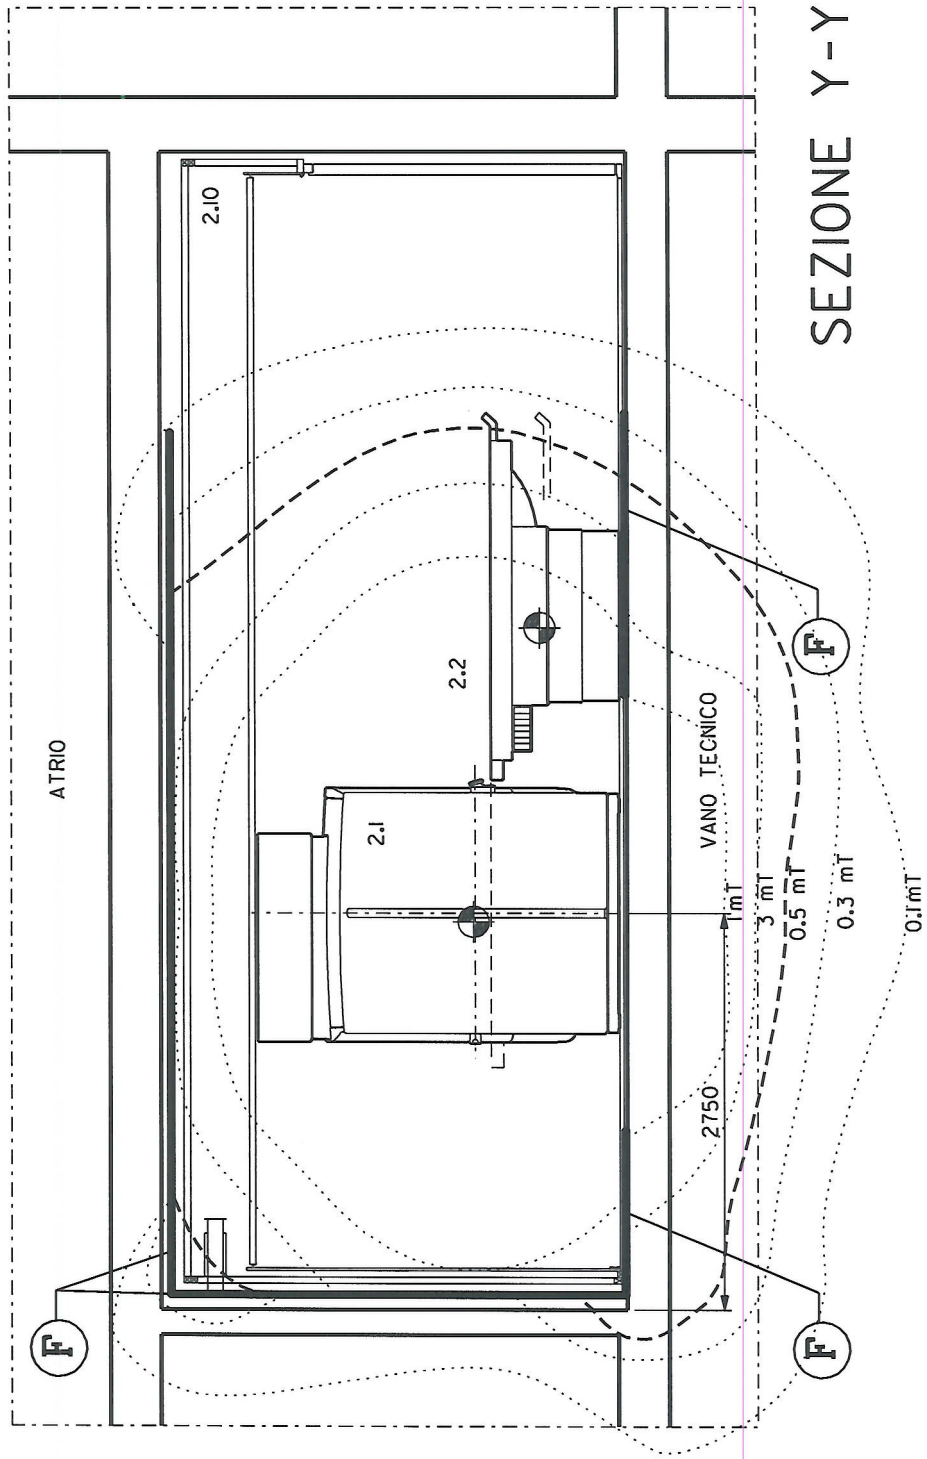 ATRIO
F
2.10
2.1
2.2
2750
VANO TECNICO
1mT
3 mT
0.5 mT
0.3 mT
0.1mT
F
F
SEZIONE Y-Y